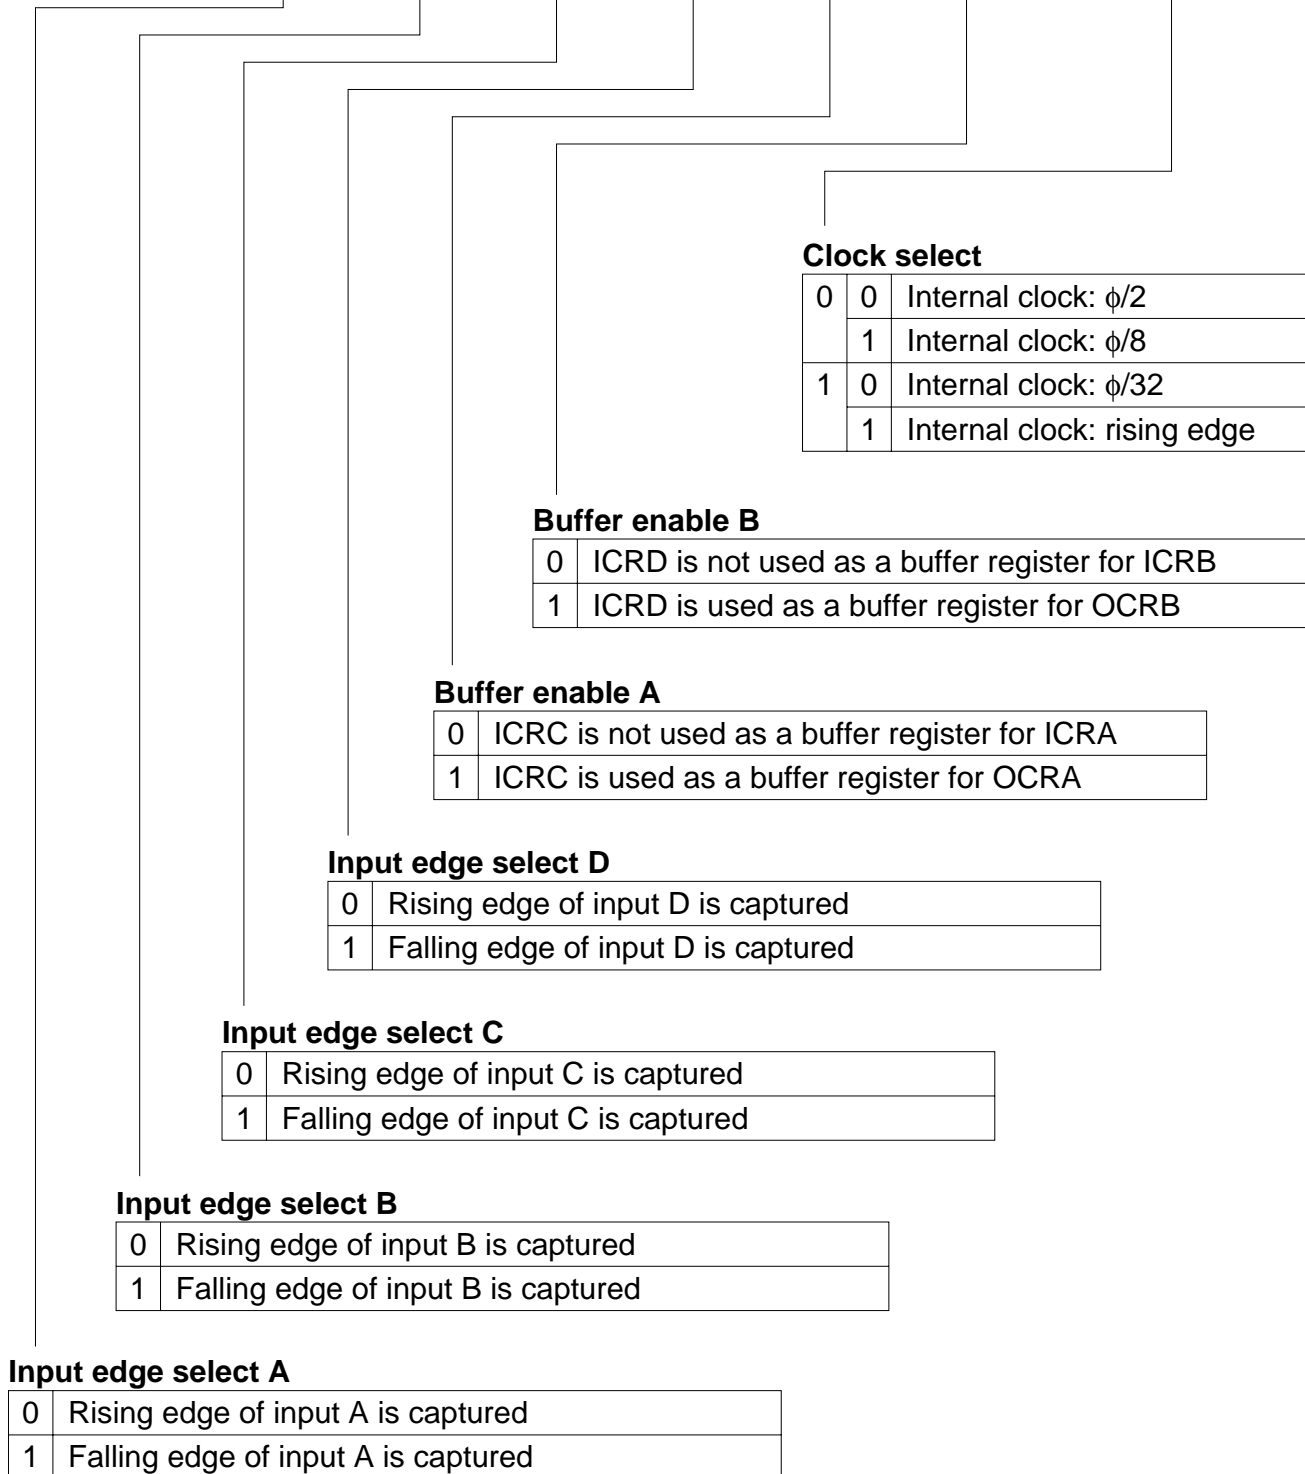 Clock select
0 0 Internal clock: ϕ/2
1 Internal clock: ϕ/8
1 0 Internal clock: ϕ/32
1 Internal clock: rising edge
Buffer enable B
0 ICRD is not used as a buffer register for ICRB
1 ICRD is used as a buffer register for OCRB
Buffer enable A
0 ICRC is not used as a buffer register for ICRA
1 ICRC is used as a buffer register for OCRA
Input edge select D
0 Rising edge of input D is captured
1 Falling edge of input D is captured
Input edge select C
0 Rising edge of input C is captured
1 Falling edge of input C is captured
Input edge select B
0 Rising edge of input B is captured
1 Falling edge of input B is captured
Input edge select A
0 Rising edge of input A is captured
1 Falling edge of input A is captured